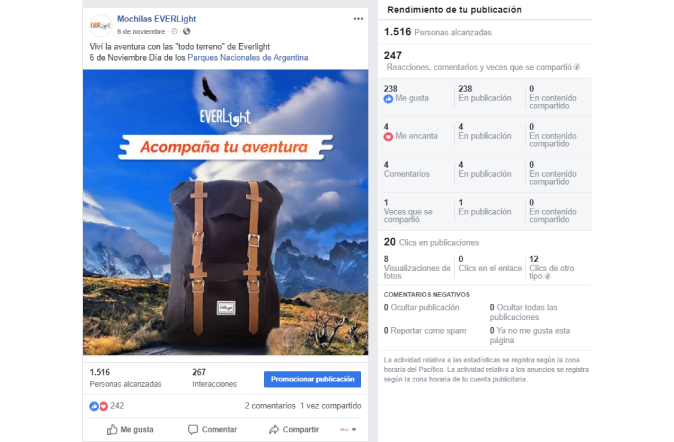 Mochilas EVERLight
6 de noviembre
Viví la aventura con las "todo terreno" de Everlight
6 de Noviembre Día de los Parques Nacionales de Argentina
EVERLight
Acompaña tu aventura
EVERLight
1.516
Personas alcanzadas
267
Interacciones
Promocionar publicación
242
2 comentarios 1 vez compartido
Me gusta
Comentar
Compartir
Rendimiento de tu publicación
1.516 Personas alcanzadas
247
Reacciones, comentarios y veces que se compartió
238
Me gusta
238
En publicación
0
En contenido
compartido
4
Me encanta
4
En publicación
0
En contenido
compartido
4
Comentarios
4
En publicación
0
En contenido
compartido
1
Veces que se
compartió
1
En publicación
0
En contenido
compartido
20 Clics en publicaciones
8
Visualizaciones de
fotos
0
Clics en el enlace
12
Clics de otro
tipo
COMENTARIOS NEGATIVOS
0 Ocultar publicación
0 Ocultar todas las
publicaciones
0 Reportar como spam
0 Ya no me gusta esta
página
La actividad relativa a las estadísticas se registra según la zona
horaria del Pacífico. La actividad relativa a los anuncios se registra
según la zona horaria de tu cuenta publicitaria.